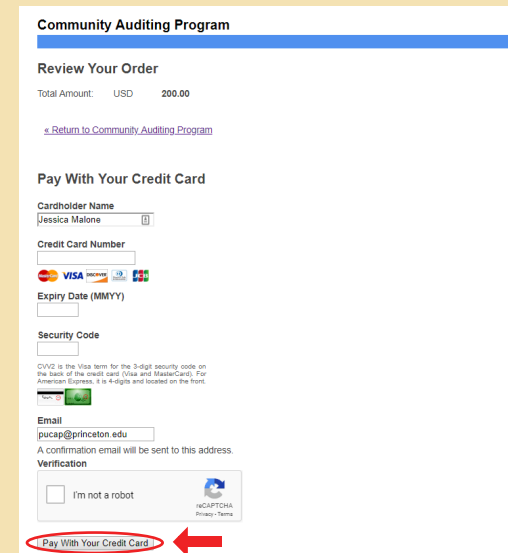 Community Auditing Program
Review Your Order
Total Amount: USD 200.00
« Return to Community Auditing Program
Pay With Your Credit Card
Cardholder Name
Jessica Malone
Credit Card Number
VISA DISCOVER JCB
Expiry Date (MMYY)
Security Code
CVV2 is the Visa term for the 3-digit security code on
the back of the credit card (Visa and MasterCard). For
American Express, it is 4-digits and located on the front.
Email
pucap@princeton.edu
A confirmation email will be sent to this address.
Verification
I'm not a robot
reCAPTCHA
Privacy - Terms
Pay With Your Credit Card